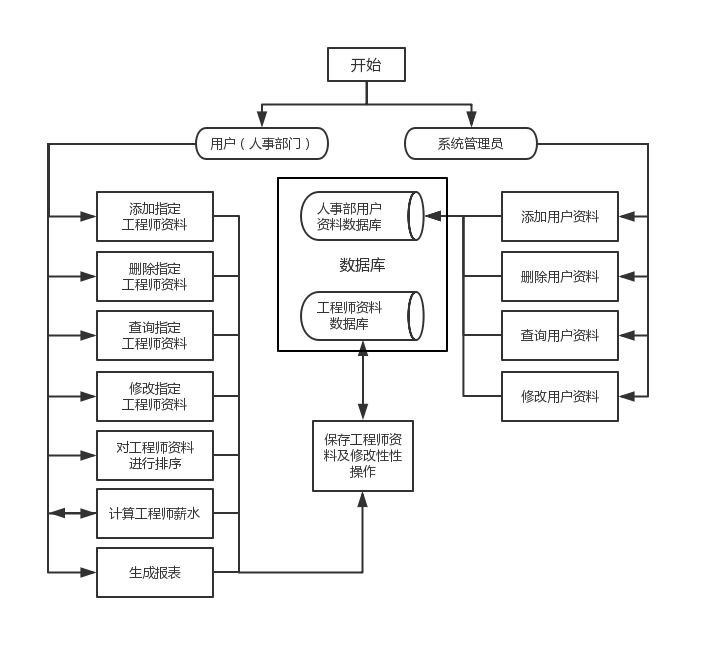 开始
用户（人事部门）
系统管理员
添加指定
工程师资料
删除指定
工程师资料
查询指定
工程师资料
修改指定
工程师资料
对工程师资料
进行排序
计算工程师薪水
生成报表
人事部用户
资料数据库
数据库
工程师资料
数据库
保存工程师资
料及修改性性
操作
添加用户资料
删除用户资料
查询用户资料
修改用户资料